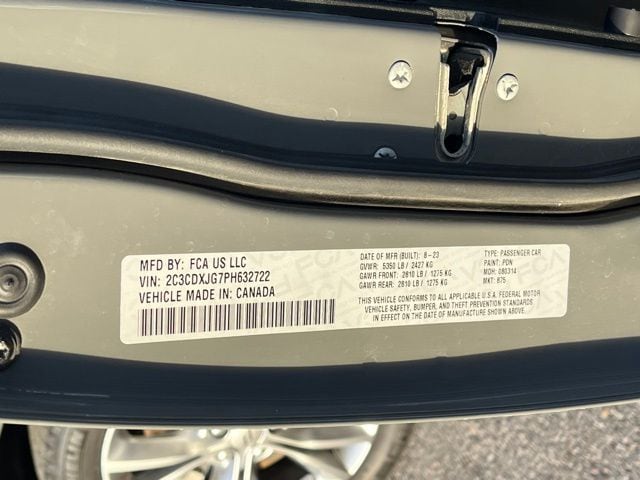 MFD BY: FCA US LLC
VIN: 2C3CDXJG7PH632722
VEHICLE MADE IN: CANADA
DATE OF MFR (BUILT): 8-23
GVWR: 5350 LB / 2427 KG
GAWR FRONT: 2810 LB / 1275 KG
GAWR REAR: 2810 LB / 1275 KG
TYPE: PASSENGER CAR
PAINT: PDN
MDH: 080314
MKT: 875
THIS VEHICLE CONFORMS TO ALL APPLICABLE U.S.A. FEDERAL MOTOR
VEHICLE SAFETY, BUMPER, AND THEFT PREVENTION STANDARDS
IN EFFECT ON THE DATE OF MANUFACTURE SHOWN ABOVE.